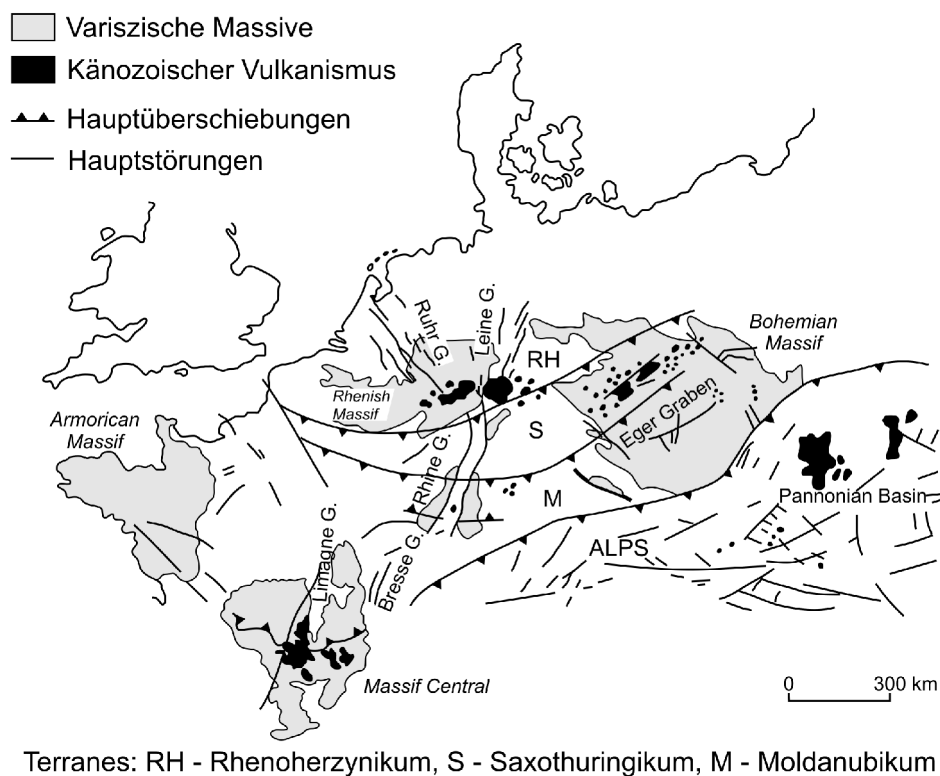 Variszische Massive
Känozoischer Vulkanismus
Hauptüberschiebungen
Hauptstörungen
Ruhr G.
Leine G.
RH
Bohemian
Massif
Rhenish
Massif
Armorican
Massif
S
Eger Graben
Rhine G.
M
Pannonian Basin
Limagne G.
Bresse G.
ALPS
Massif Central
0 300 km
Terranes: RH - Rhenoherzynikum, S - Saxothuringikum, M - Moldanubikum